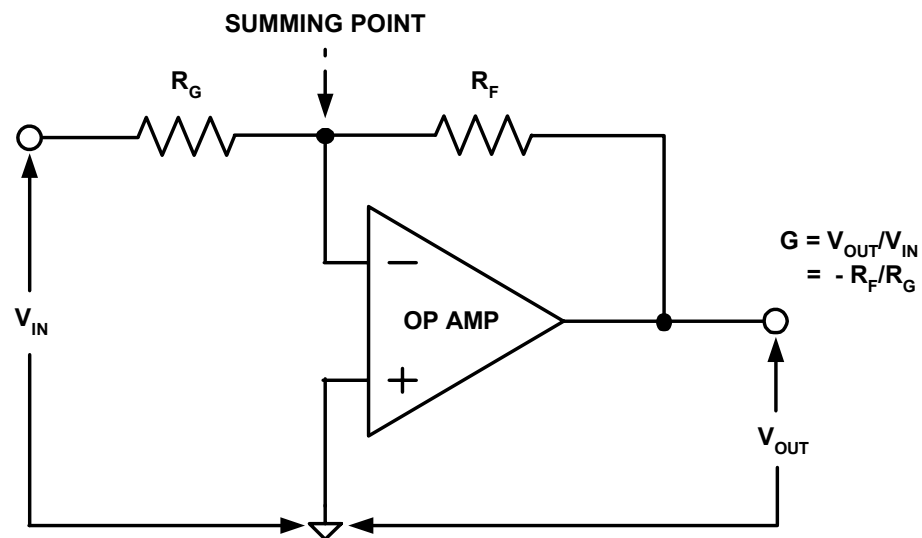 SUMMING POINT
R_G
R_F
G = V_OUT/V_IN
= - R_F/R_G
−
V_IN
OP AMP
+
V_OUT